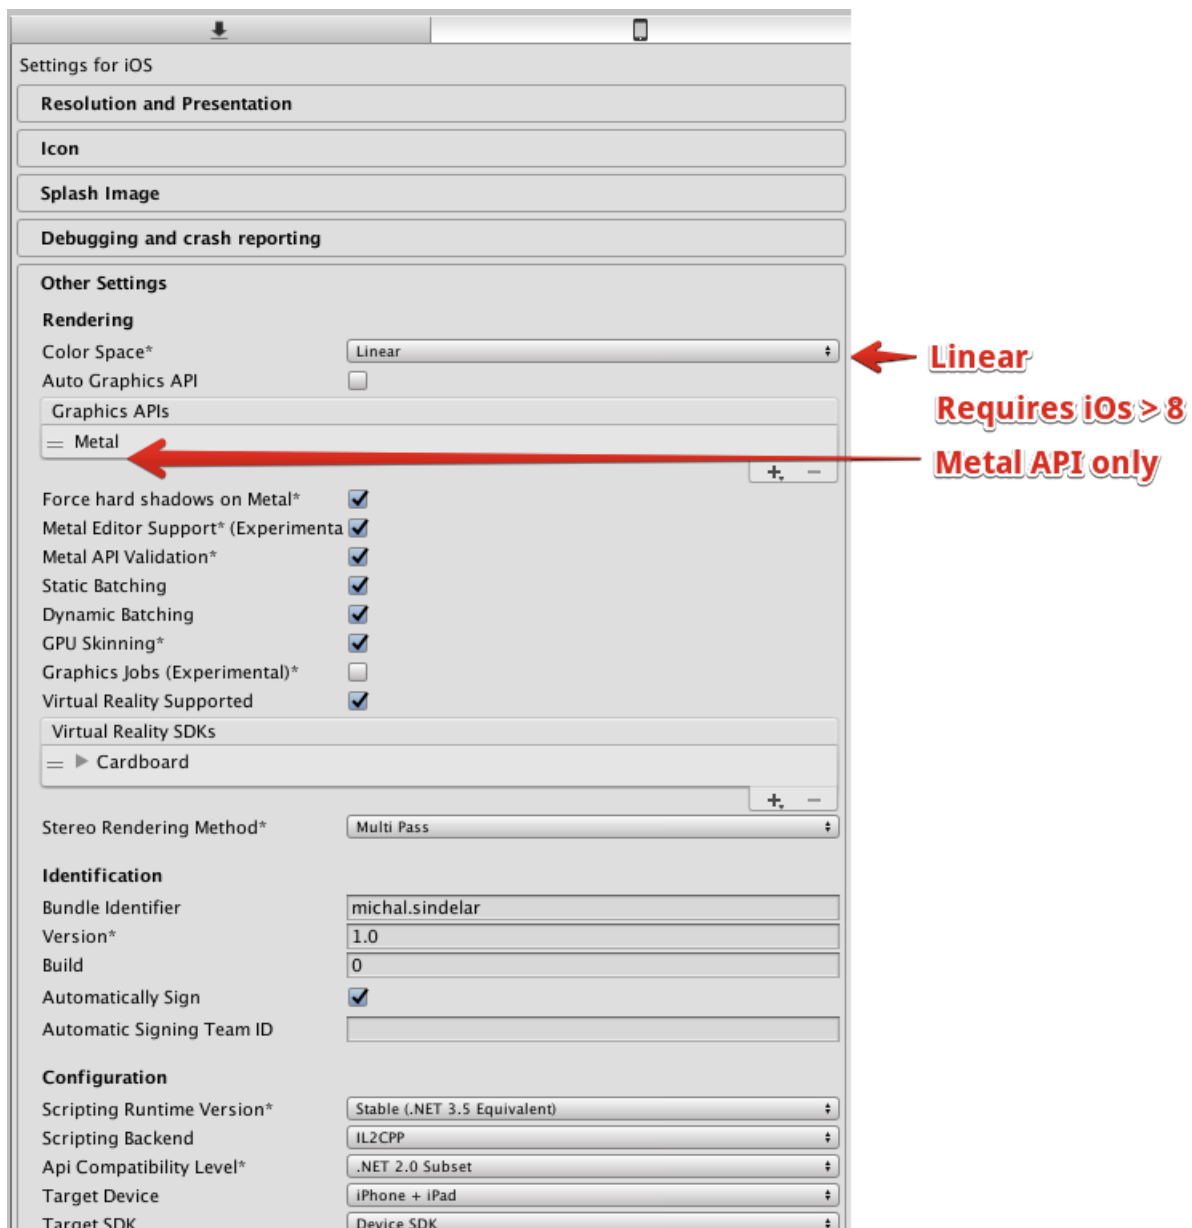 Settings for iOS
Resolution and Presentation
Icon
Splash Image
Debugging and crash reporting
Other Settings
Rendering
Color Space* Linear
Linear
Auto Graphics API
Requires iOs > 8
Graphics APIs
Metal
Metal API only
Force hard shadows on Metal*
Metal Editor Support* (Experimenta
Metal API Validation*
Static Batching
Dynamic Batching
GPU Skinning*
Graphics Jobs (Experimental)*
Virtual Reality Supported
Virtual Reality SDKs
Cardboard
Stereo Rendering Method* Multi Pass
Identification
Bundle Identifier michal.sindelar
Version* 1.0
Build 0
Automatically Sign
Automatic Signing Team ID
Configuration
Scripting Runtime Version* Stable (.NET 3.5 Equivalent)
Scripting Backend IL2CPP
Api Compatibility Level* .NET 2.0 Subset
Target Device iPhone + iPad
Target SDK Device SDK